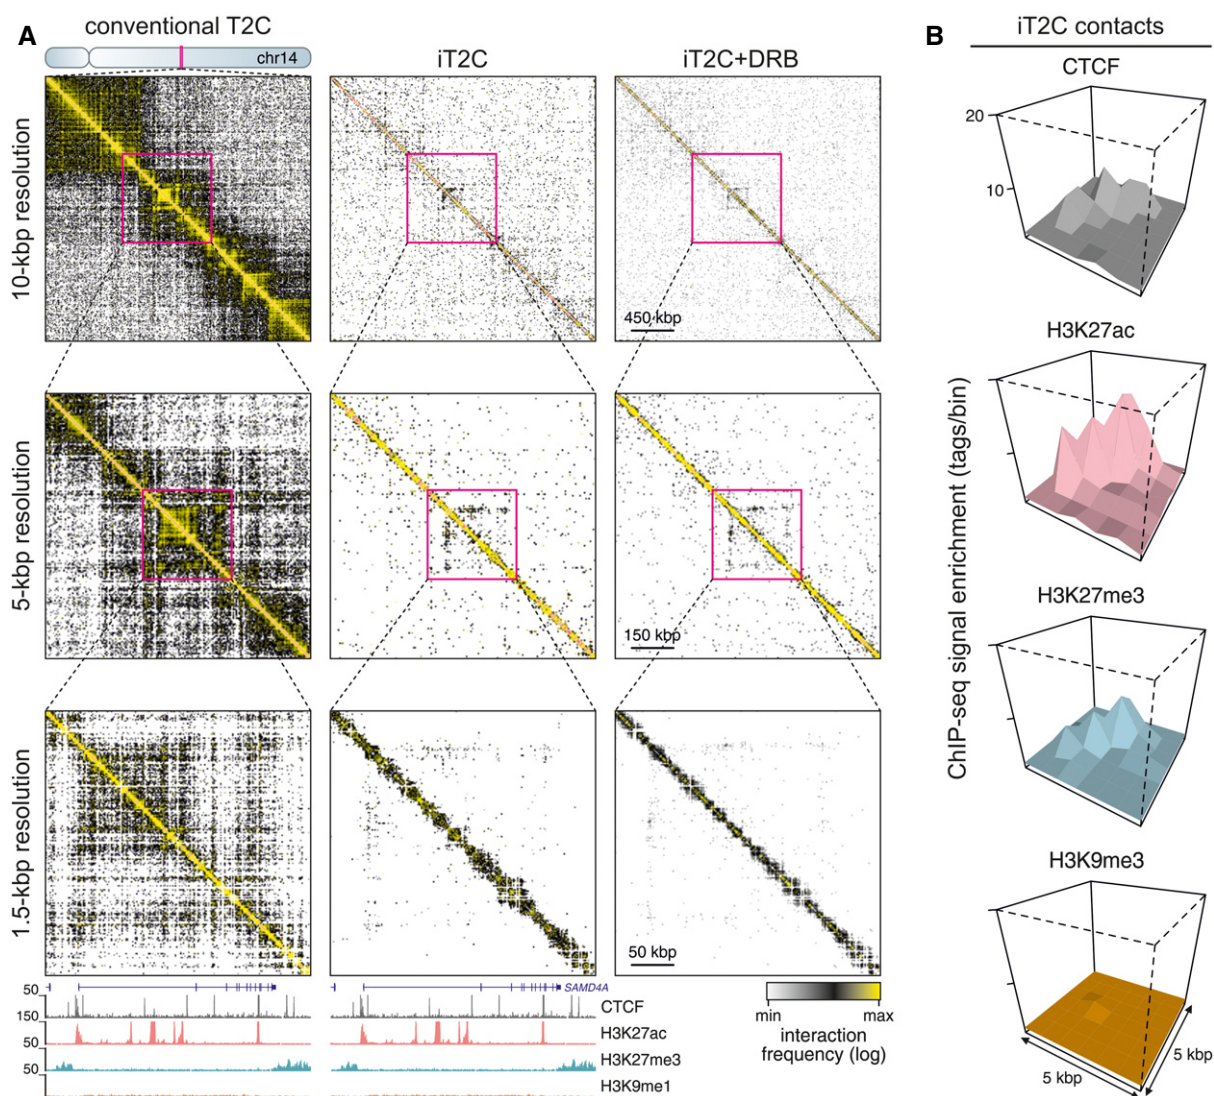 A
conventional T2C
chr14
iT2C
iT2C+DRB
10-kbp resolution
450 kbp
5-kbp resolution
150 kbp
1.5-kbp resolution
50 kbp
SAMD4A
50
CTCF
150
H3K27ac
50
H3K27me3
50
H3K9me1
min
max
interaction
frequency (log)
B
iT2C contacts
ChIP-seq signal enrichment (tags/bin)
CTCF
20
10
H3K27ac
H3K27me3
H3K9me3
5 kbp
5 kbp